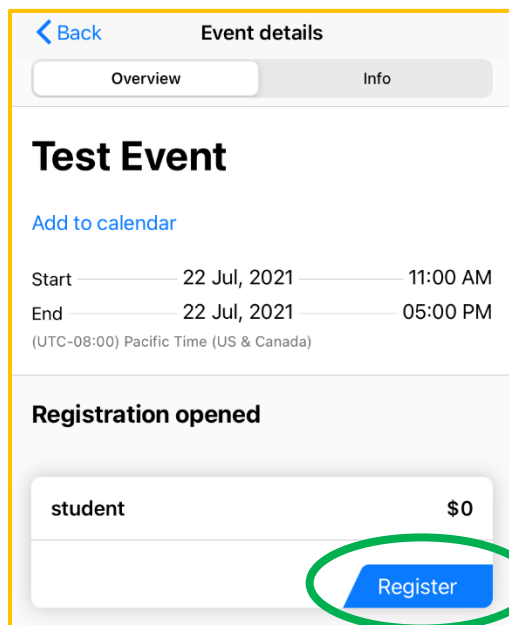 Back Event details
Overview Info
Test Event
Add to calendar
Start 22 Jul, 2021 11:00 AM
End 22 Jul, 2021 05:00 PM
(UTC-08:00) Pacific Time (US & Canada)
Registration opened
student $0
Register